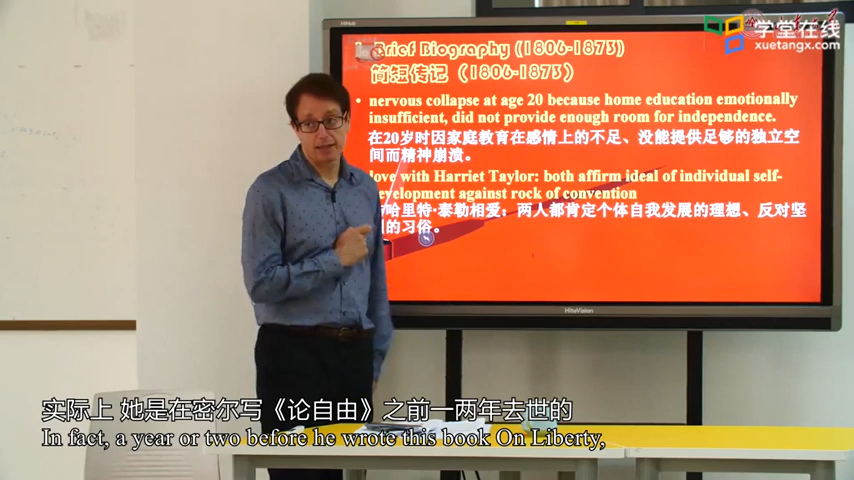 HiteVision
学堂在线
xuetangx.com
Brief Biography (1806-1873)
简短传记（1806-1873）
• nervous collapse at age 20 because home education emotionally
insufficient, did not provide enough room for independence.
在20岁时因家庭教育在感情上的不足、没能提供足够的独立空
间而精神崩溃。
love with Harriet Taylor: both affirm ideal of individual self-
development against rock of convention
哈里特·泰勒相爱：两人都肯定个体自我发展的理想、反对坚
的习俗。
实际上 她是在密尔写《论自由》之前一两年去世的
In fact, a year or two before he wrote this book On Liberty,